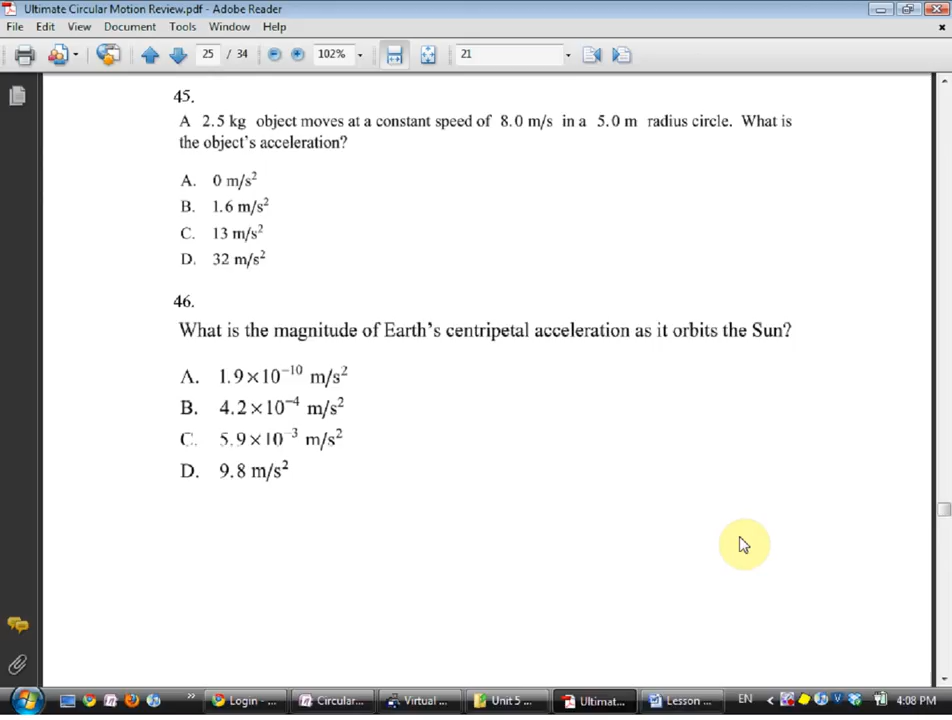 Ultimate Circular Motion Review.pdf - Adobe Reader
File Edit View Document Tools Window Help
25 / 34 102% 21
45.
A 2.5 kg object moves at a constant speed of 8.0 m/s in a 5.0 m radius circle. What is
the object's acceleration?
A. 0 m/s²
B. 1.6 m/s²
C. 13 m/s²
D. 32 m/s²
46.
What is the magnitude of Earth's centripetal acceleration as it orbits the Sun?
A. 1.9×10⁻¹⁰ m/s²
B. 4.2×10⁻⁴ m/s²
C. 5.9×10⁻³ m/s²
D. 9.8 m/s²
Login - ... Circular... Virtual ... Unit 5 ... Ultimat... Lesson ... EN 4:08 PM